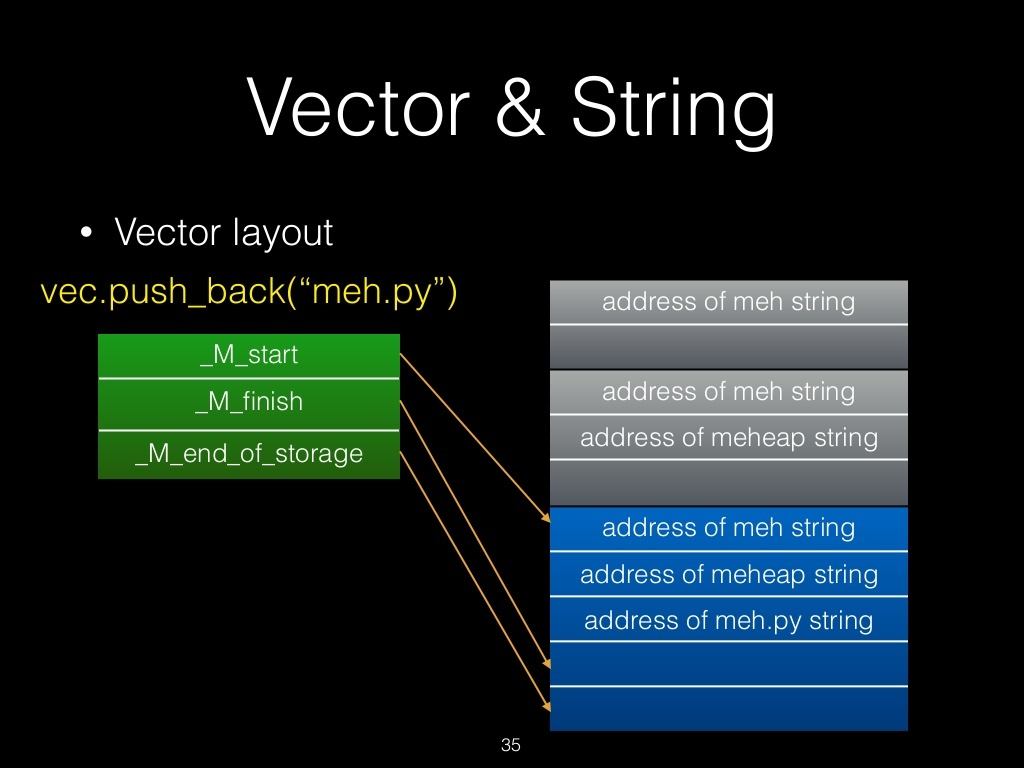 Vector & String
• Vector layout
vec.push_back(“meh.py”)
_M_start
_M_finish
_M_end_of_storage
address of meh string
address of meh string
address of meheap string
address of meh string
address of meheap string
address of meh.py string
35